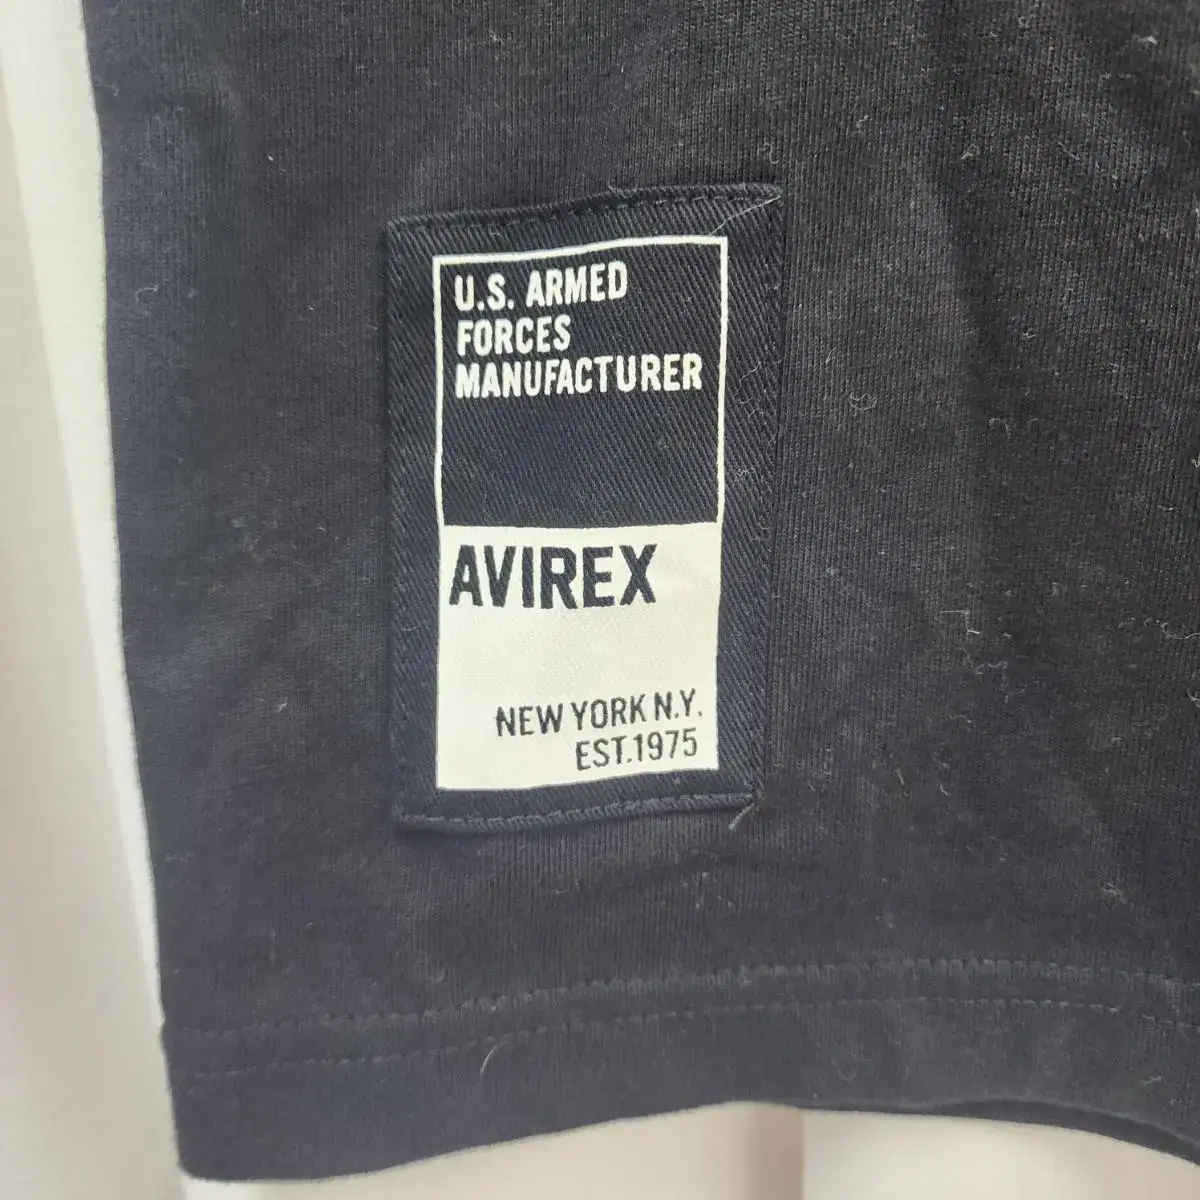 U.S. ARMED
FORCES
MANUFACTURER
AVIREX
NEW YORK N.Y.
EST.1975